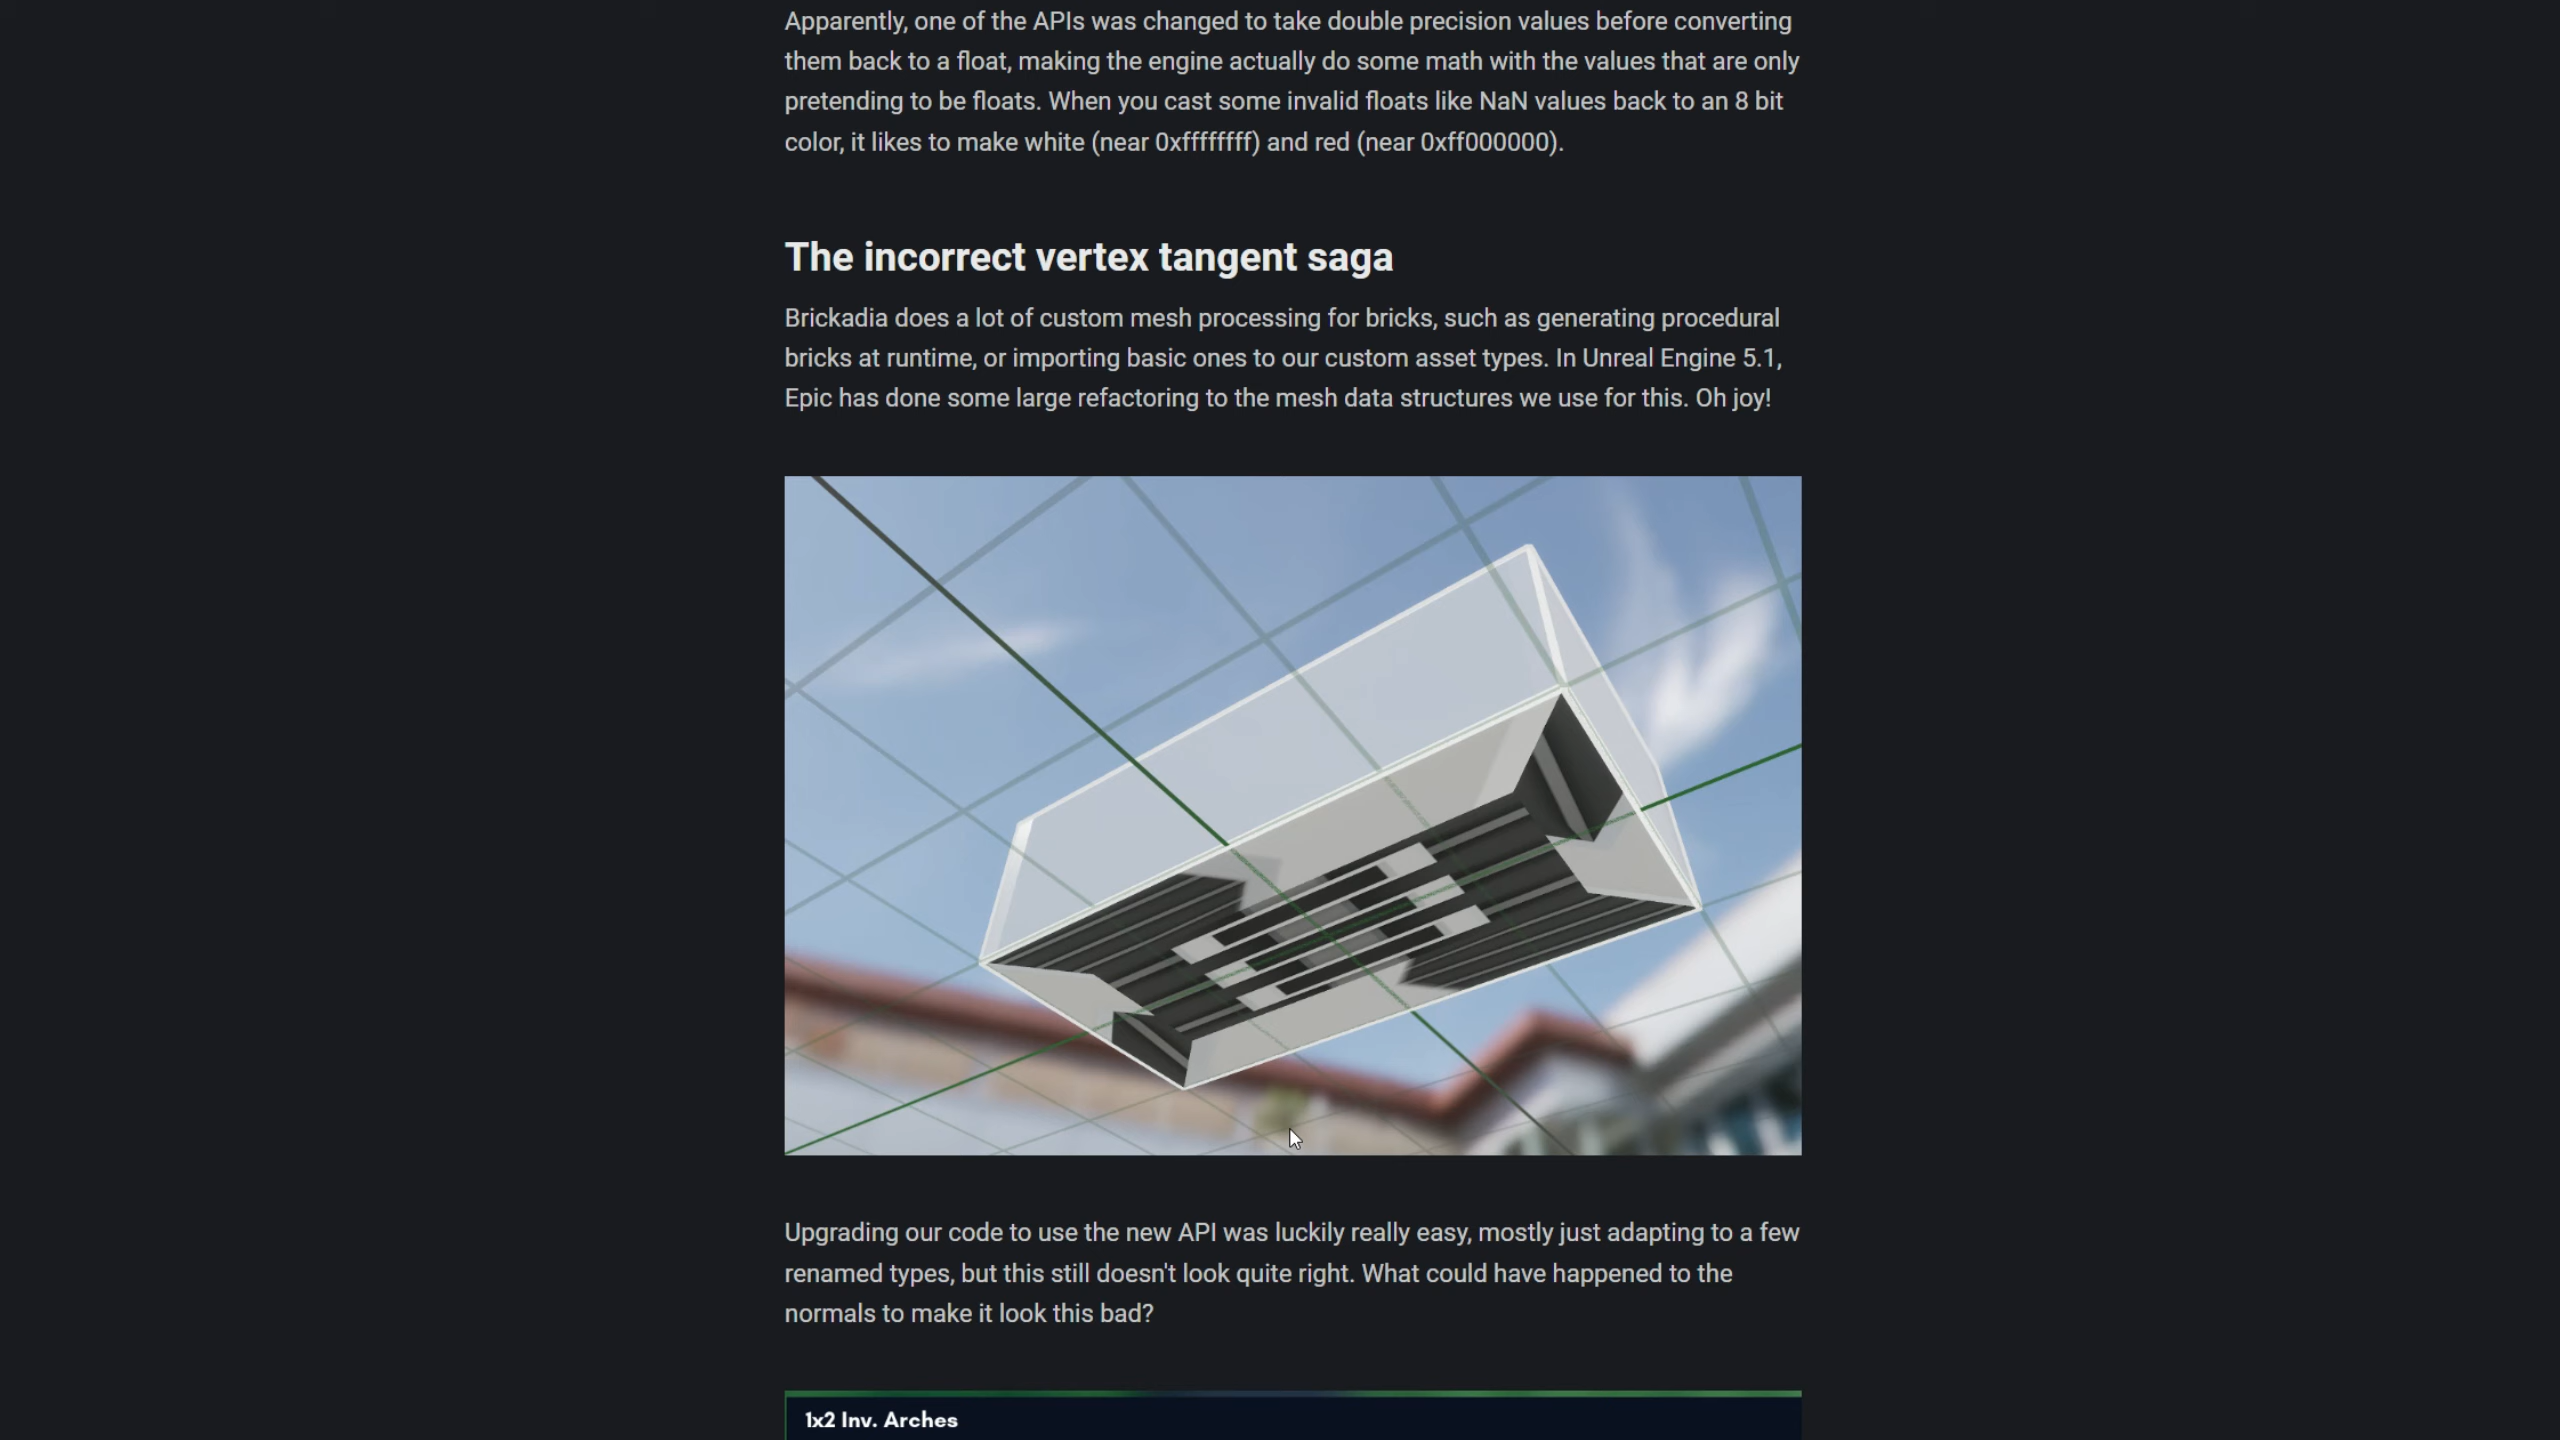 Apparently, one of the APIs was changed to take double precision values before converting
them back to a float, making the engine actually do some math with the values that are only
pretending to be floats. When you cast some invalid floats like NaN values back to an 8 bit
color, it likes to make white (near 0xffffffff) and red (near 0xff000000).
The incorrect vertex tangent saga
Brickadia does a lot of custom mesh processing for bricks, such as generating procedural
bricks at runtime, or importing basic ones to our custom asset types. In Unreal Engine 5.1,
Epic has done some large refactoring to the mesh data structures we use for this. Oh joy!
Upgrading our code to use the new API was luckily really easy, mostly just adapting to a few
renamed types, but this still doesn't look quite right. What could have happened to the
normals to make it look this bad?
1x2 Inv. Arches